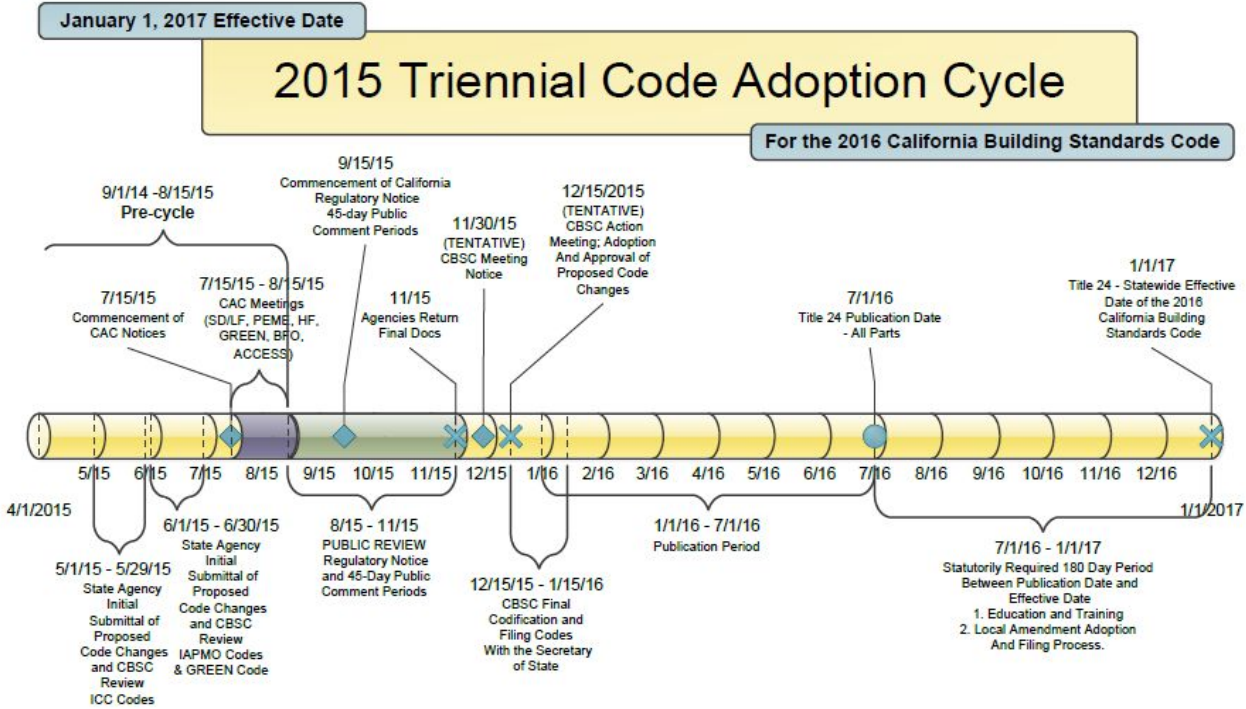 January 1, 2017 Effective Date
2015 Triennial Code Adoption Cycle
For the 2016 California Building Standards Code
9/1/14 -8/15/15
Pre-cycle
7/15/15
Commencement of
CAC Notices
7/15/15 - 8/15/15
CAC Meetings
(SD/LF, PEME, HF,
GREEN, BFO,
ACCESS)
9/15/15
Commencement of California
Regulatory Notice
45-day Public
Comment Periods
11/15
Agencies Return
Final Docs
11/30/15
(TENTATIVE)
CBSC Meeting
Notice
12/15/2015
(TENTATIVE)
CBSC Action
Meeting; Adoption
And Approval of
Proposed Code
Changes
7/1/16
Title 24 Publication Date
- All Parts
1/1/17
Title 24 - Statewide Effective
Date of the 2016
California Building
Standards Code
4/1/2015
5/15
6/15
7/15
8/15
9/15
10/15
11/15
12/15
1/16
2/16
3/16
4/16
5/16
6/16
7/16
8/16
9/16
10/16
11/16
12/16
1/1/2017
5/1/15 - 5/29/15
State Agency
Initial
Submittal of
Proposed
Code Changes
and CBSC
Review
ICC Codes
6/1/15 - 6/30/15
State Agency
Initial
Submittal of
Proposed
Code Changes
and CBSC
Review
IAPMO Codes
& GREEN Code
8/15 - 11/15
PUBLIC REVIEW
Regulatory Notice
and 45-Day Public
Comment Periods
12/15/15 - 1/15/16
CBSC Final
Codification and
Filing Codes
With the Secretary
of State
1/1/16 - 7/1/16
Publication Period
7/1/16 - 1/1/17
Statutorily Required 180 Day Period
Between Publication Date and
Effective Date
1. Education and Training
2. Local Amendment Adoption
And Filing Process.